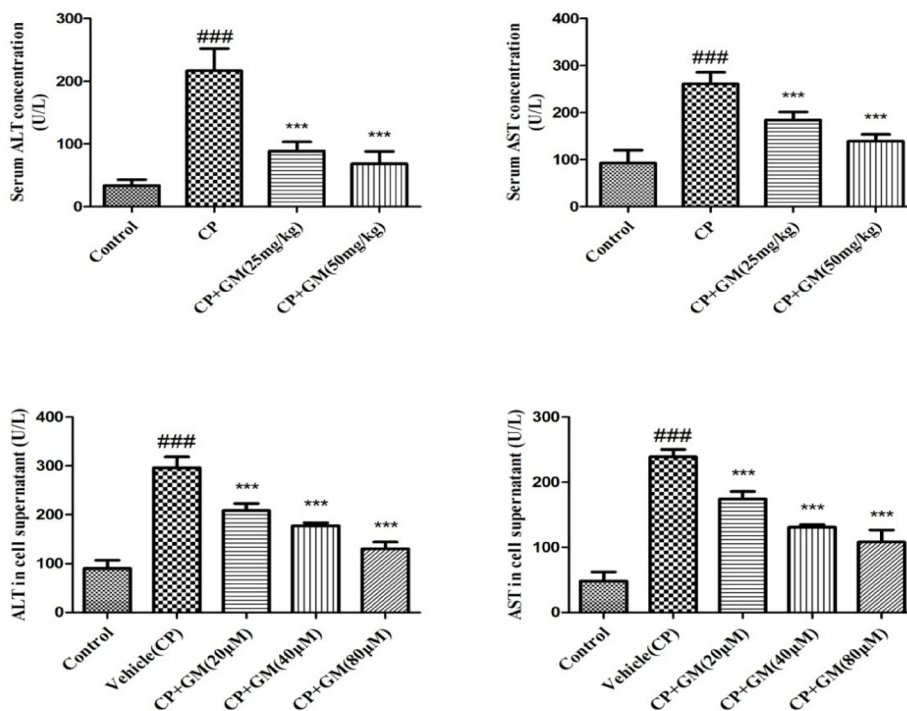 Serum ALT concentration
(U/L)
300
200
100
0
###
***
***
Control
CP
CP+GM(25mg/kg)
CP+GM(50mg/kg)
Serum AST concentration
(U/L)
400
300
200
100
0
###
***
***
Control
CP
CP+GM(25mg/kg)
CP+GM(50mg/kg)
ALT in cell supernatant (U/L)
400
300
200
100
0
###
***
***
***
Control
Vehicle(CP)
CP+GM(20μM)
CP+GM(40μM)
CP+GM(80μM)
AST in cell supernatant (U/L)
300
200
100
0
###
***
***
***
Control
Vehicle(CP)
CP+GM(20μM)
CP+GM(40μM)
CP+GM(80μM)